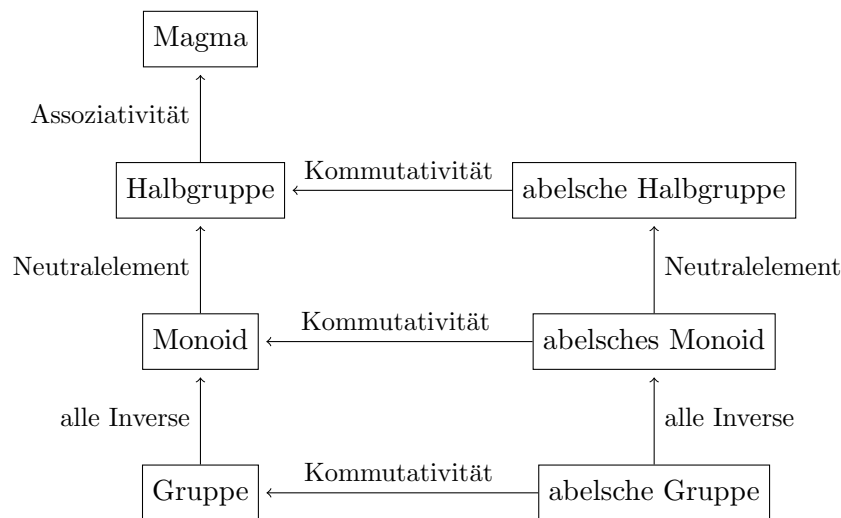 Magma
Assoziativität
Kommutativität
Halbgruppe
abelsche Halbgruppe
Neutralelement
Neutralelement
Kommutativität
Monoid
abelsches Monoid
alle Inverse
alle Inverse
Kommutativität
Gruppe
abelsche Gruppe